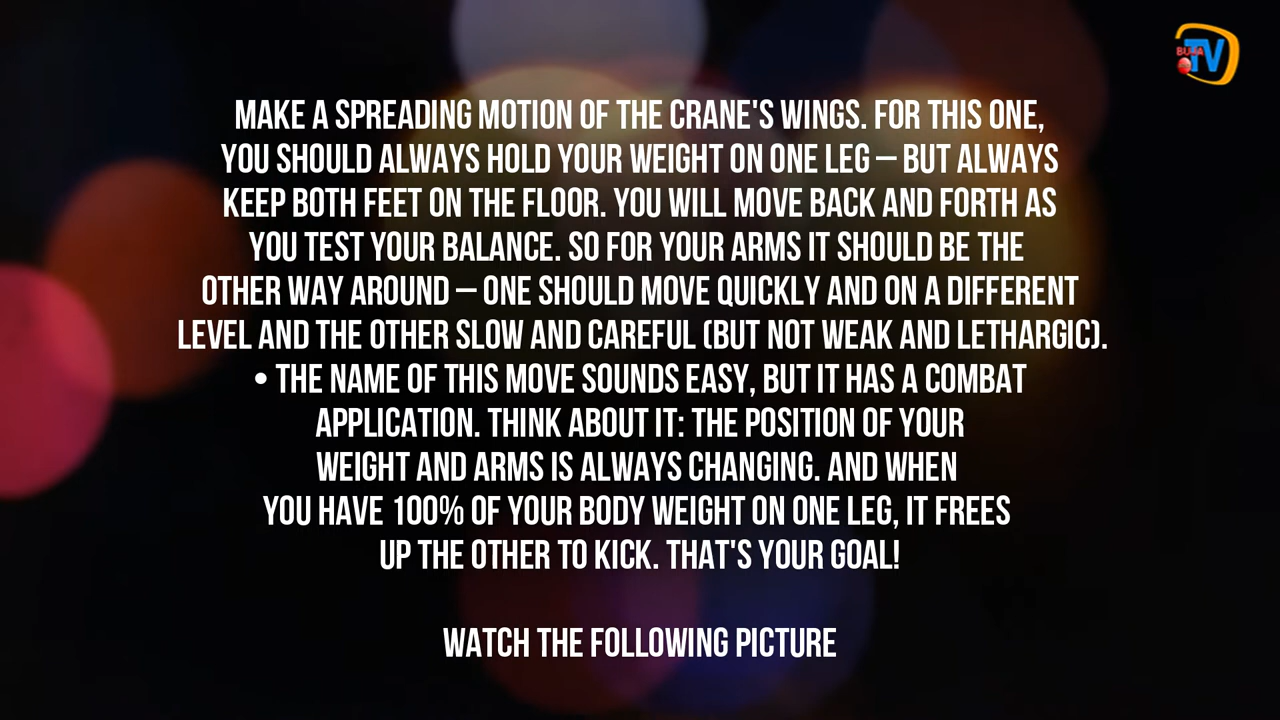 BULA
TV
MAKE A SPREADING MOTION OF THE CRANE'S WINGS. FOR THIS ONE,
YOU SHOULD ALWAYS HOLD YOUR WEIGHT ON ONE LEG – BUT ALWAYS
KEEP BOTH FEET ON THE FLOOR. YOU WILL MOVE BACK AND FORTH AS
YOU TEST YOUR BALANCE. SO FOR YOUR ARMS IT SHOULD BE THE
OTHER WAY AROUND – ONE SHOULD MOVE QUICKLY AND ON A DIFFERENT
LEVEL AND THE OTHER SLOW AND CAREFUL (BUT NOT WEAK AND LETHARGIC).
• THE NAME OF THIS MOVE SOUNDS EASY, BUT IT HAS A COMBAT
APPLICATION. THINK ABOUT IT: THE POSITION OF YOUR
WEIGHT AND ARMS IS ALWAYS CHANGING. AND WHEN
YOU HAVE 100% OF YOUR BODY WEIGHT ON ONE LEG, IT FREES
UP THE OTHER TO KICK. THAT'S YOUR GOAL!
WATCH THE FOLLOWING PICTURE